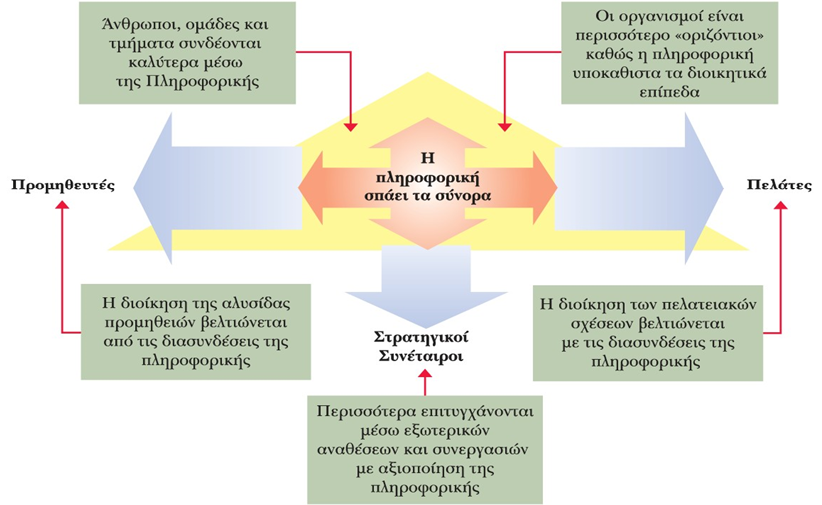 Άνθρωποι, ομάδες και
τμήματα συνδέονται
καλύτερα μέσω
της Πληροφορικής
Οι οργανισμοί είναι
περισσότερο «οριζόντιοι»
καθώς η πληροφορική
υποκαθιστα τα διοικητικά
επίπεδα
Η
πληροφορική
σπάει τα σύνορα
Προμηθευτές
Πελάτες
Η διοίκηση της αλυσίδας
προμηθειών βελτιώνεται
από τις διασυνδέσεις της
πληροφορικής
Στρατηγικοί
Συνέταιροι
Η διοίκηση των πελατειακών
σχέσεων βελτιώνεται
με τις διασυνδέσεις της
πληροφορικής
Περισσότερα επιτυγχάνονται
μέσω εξωτερικών
αναθέσεων και συνεργασιών
με αξιοποίηση της
πληροφορικής